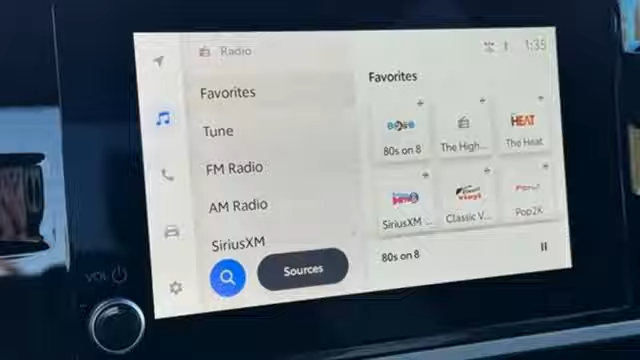 Radio
1:35
Favorites
Tune
FM Radio
AM Radio
SiriusXM
Sources
Favorites
80s on 8
The High...
HEAT
The Heat
SiriusXM ...
Classic V...
Pop2K
80s on 8
VOL